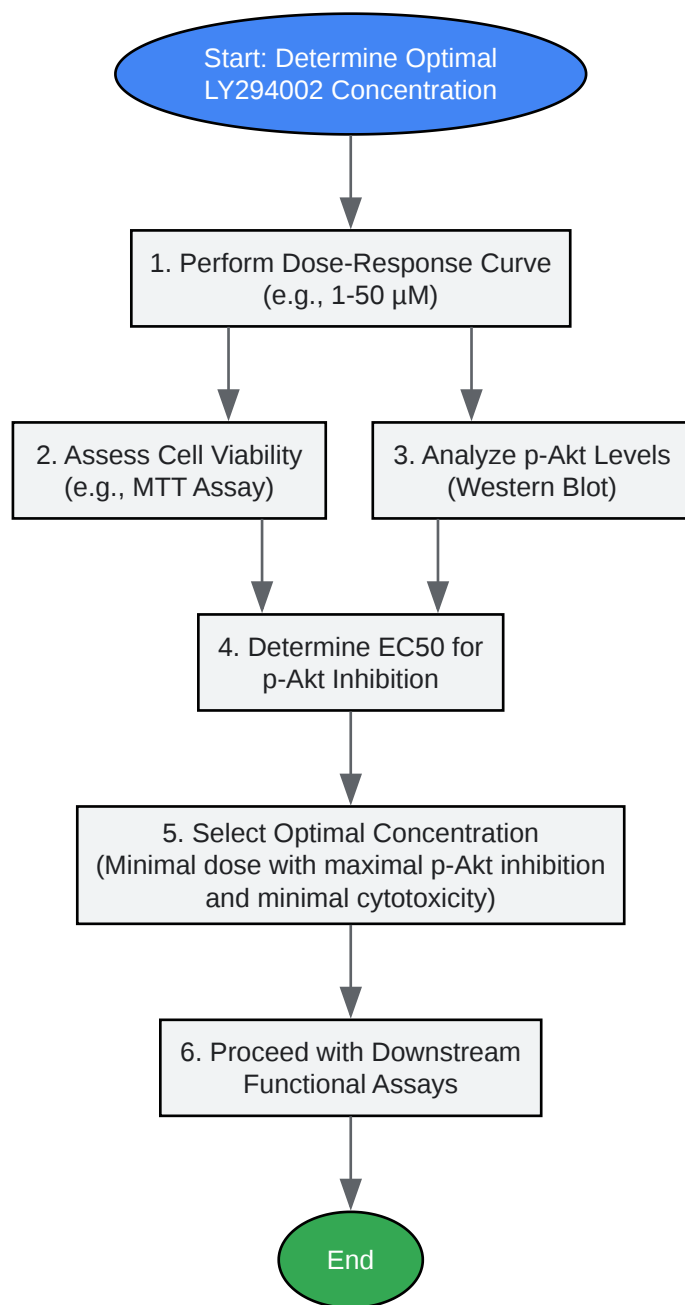 Start: Determine Optimal
LY294002 Concentration
1. Perform Dose-Response Curve
(e.g., 1-50 µM)
2. Assess Cell Viability
(e.g., MTT Assay)
3. Analyze p-Akt Levels
(Western Blot)
4. Determine EC50 for
p-Akt Inhibition
5. Select Optimal Concentration
(Minimal dose with maximal p-Akt inhibition
and minimal cytotoxicity)
6. Proceed with Downstream
Functional Assays
End